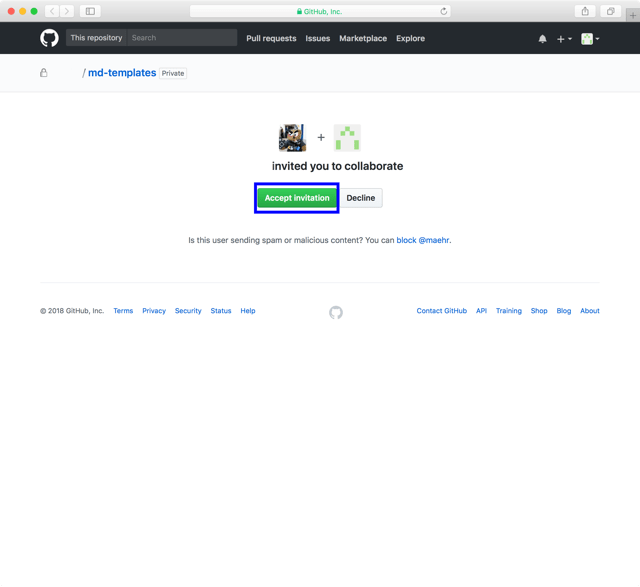 GitHub, Inc.
This repository Search Pull requests Issues Marketplace Explore
/ md-templates Private
+
invited you to collaborate
Accept invitation Decline
Is this user sending spam or malicious content? You can block @maehr.
© 2018 GitHub, Inc. Terms Privacy Security Status Help Contact GitHub API Training Shop Blog About